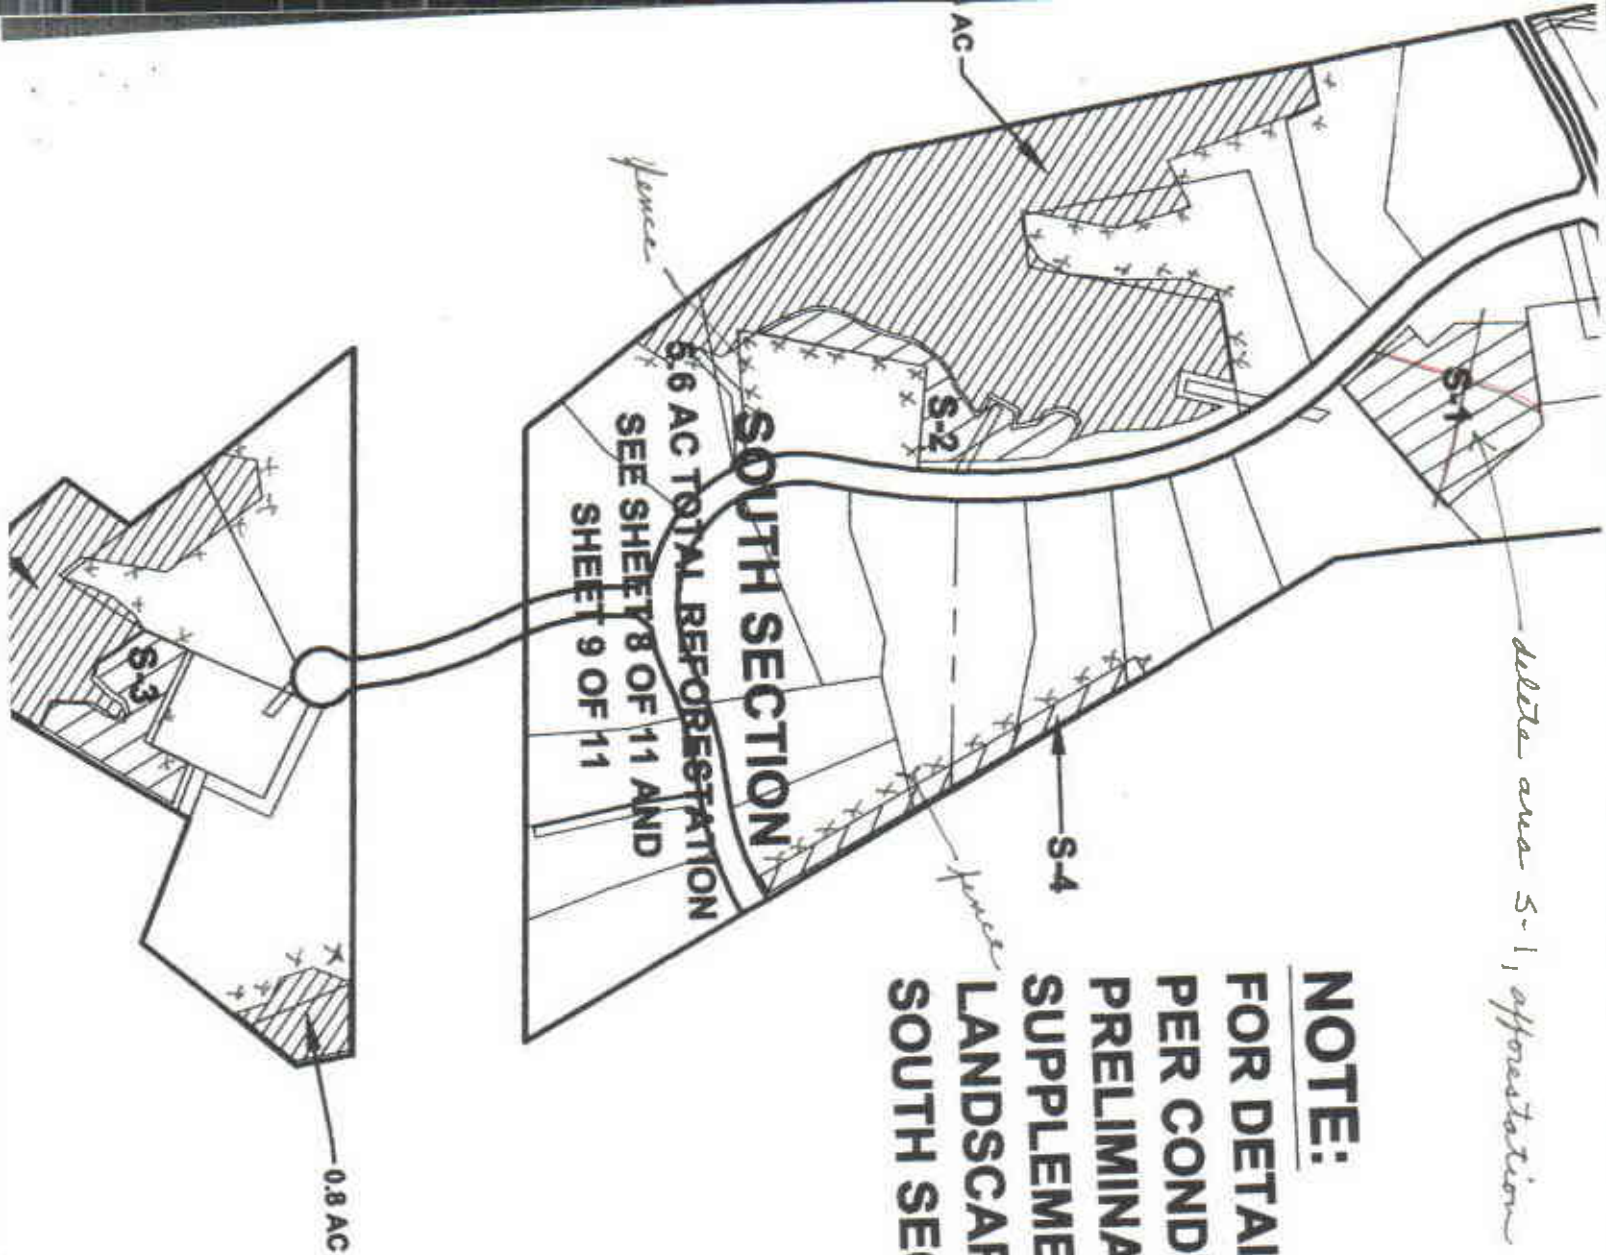 delete area S-1, afforestation
NOTE:
FOR DETAI
PER COND
PRELIMINA
SUPPLEME
LANDSCAP
SOUTH SEC
AC
S-1
S-2
S-4
fence
fence
SOUTH SECTION
5.6 AC TOTAL REFORESTATION
SEE SHEET 8 OF 11 AND
SHEET 9 OF 11
S-3
0.8 AC